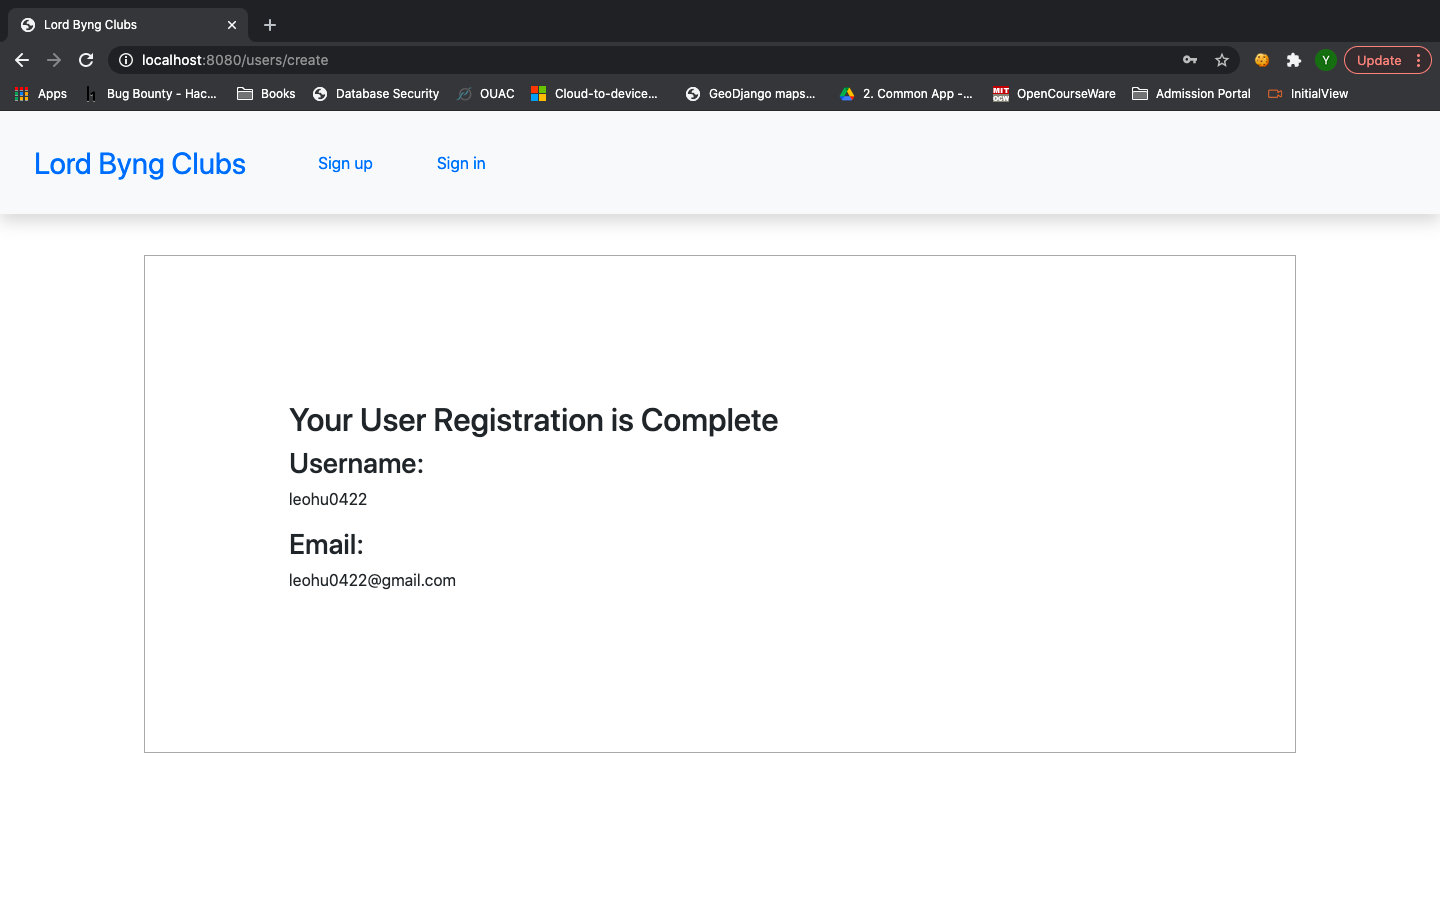 Lord Byng Clubs
localhost:8080/users/create
Y
Update
Apps
Bug Bounty - Hac...
Books
Database Security
OUAC
Cloud-to-device...
GeoDjango maps...
2. Common App -...
MIT
OCW
OpenCourseWare
Admission Portal
InitialView
Lord Byng Clubs
Sign up
Sign in
Your User Registration is Complete
Username:
leohu0422
Email:
leohu0422@gmail.com